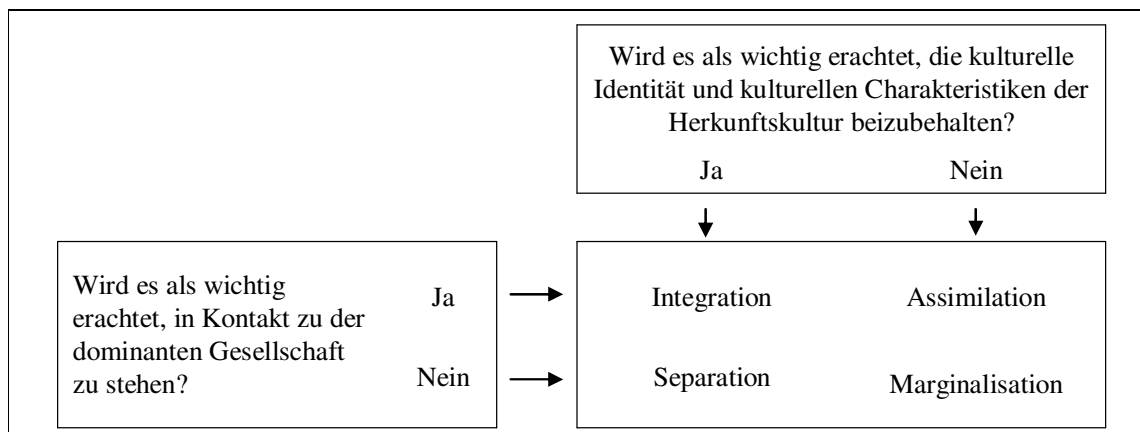 Wird es als wichtig erachtet, die kulturelle
Identität und kulturellen Charakteristiken der
Herkunftskultur beizubehalten?
Ja Nein
Wird es als wichtig
erachtet, in Kontakt zu der
dominanten Gesellschaft
zu stehen?
Ja
Nein
Integration Assimilation
Separation Marginalisation